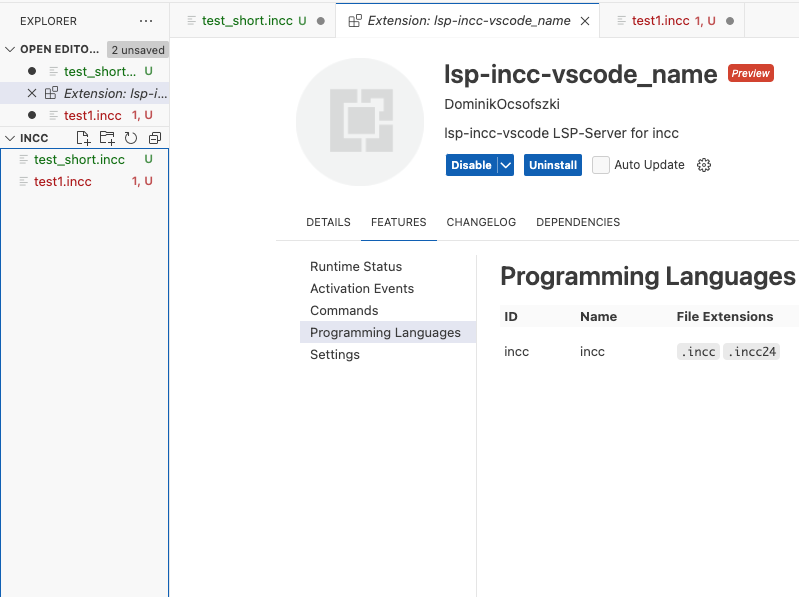 EXPLORER ...
OPEN EDITO... 2 unsaved
test_short... U
Extension: lsp-i...
test1.incc 1, U
INCC
test_short.incc U
test1.incc 1, U
test_short.incc U
Extension: lsp-incc-vscode_name
test1.incc 1, U
lsp-incc-vscode_name Preview
DominikOcsofszki
lsp-incc-vscode LSP-Server for incc
Disable Uninstall Auto Update
DETAILS FEATURES CHANGELOG DEPENDENCIES
Runtime Status
Activation Events
Commands
Programming Languages
Settings
Programming Languages
ID Name File Extensions
incc incc .incc .incc24